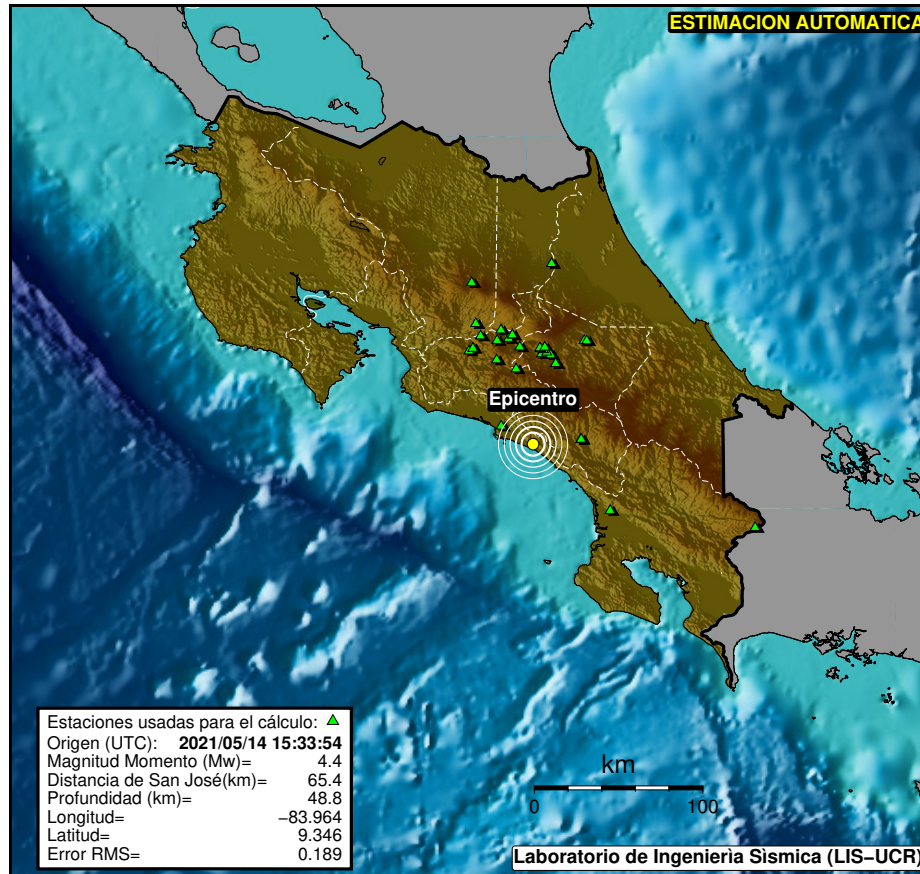 ESTIMACION AUTOMATICA
Epicentro
km
0 100
Estaciones usadas para el cálculo:
Origen (UTC): 2021/05/14 15:33:54
Magnitud Momento (Mw)= 4.4
Distancia de San José(km)= 65.4
Profundidad (km)= 48.8
Longitud= −83.964
Latitud= 9.346
Error RMS= 0.189
Laboratorio de Ingenierìa Sìsmica (LIS−UCR)